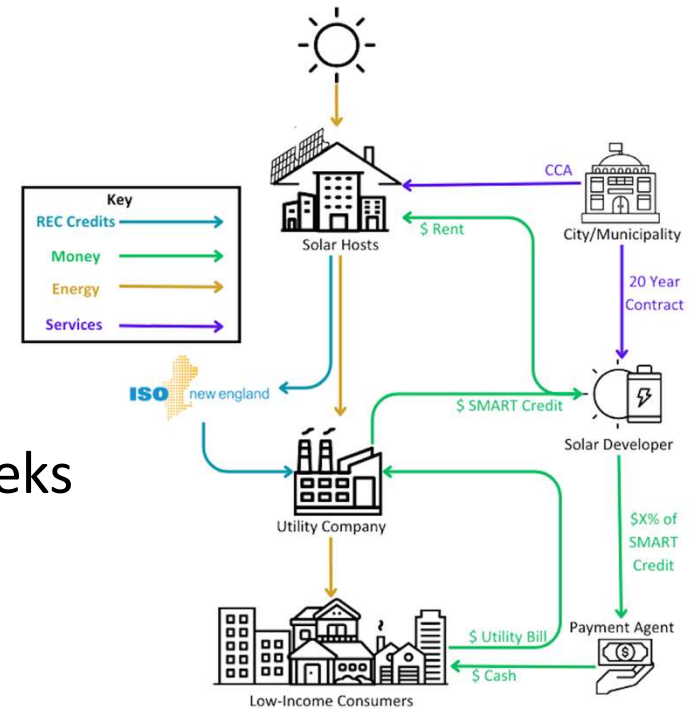 CCA
Key
REC Credits
Money
Energy
Services
Solar Hosts
$ Rent
City/Municipality
20 Year
Contract
ISO new england
$ SMART Credit
Solar Developer
eeks
Utility Company
$X% of
SMART
Credit
$ Utility Bill
Payment Agent
$ Cash
Low-Income Consumers